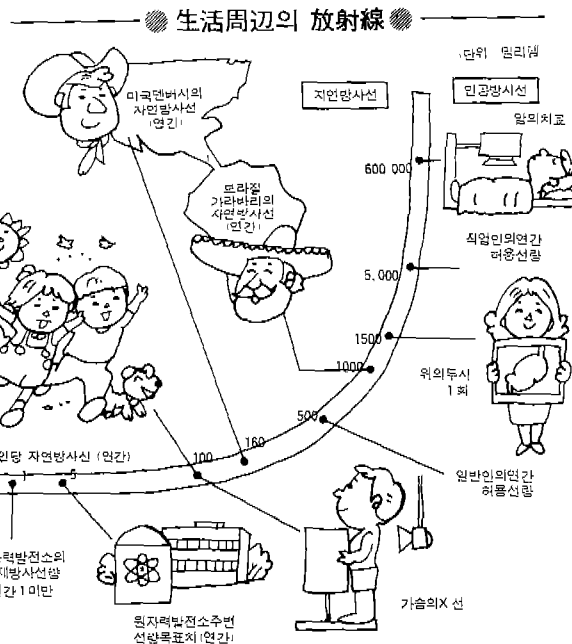 生活周辺의 放射線
(단위 밀리렘
미국덴버시의
자연방사선
(연간)
자연방사선
인공방사선
암의치료
600 000
브라질
가라바리의
자연방사선
(연간)
직업인의연간
허용선량
5,000
1500
1000
위의투시
1회
500
160
100
인당 자연방사선 (연간)
1
5
일반인의연간
허용선량
력발전소의
제방사선량
간 1 미만
원자력발전소주변
선량목표치 (연간)
가슴의X 선